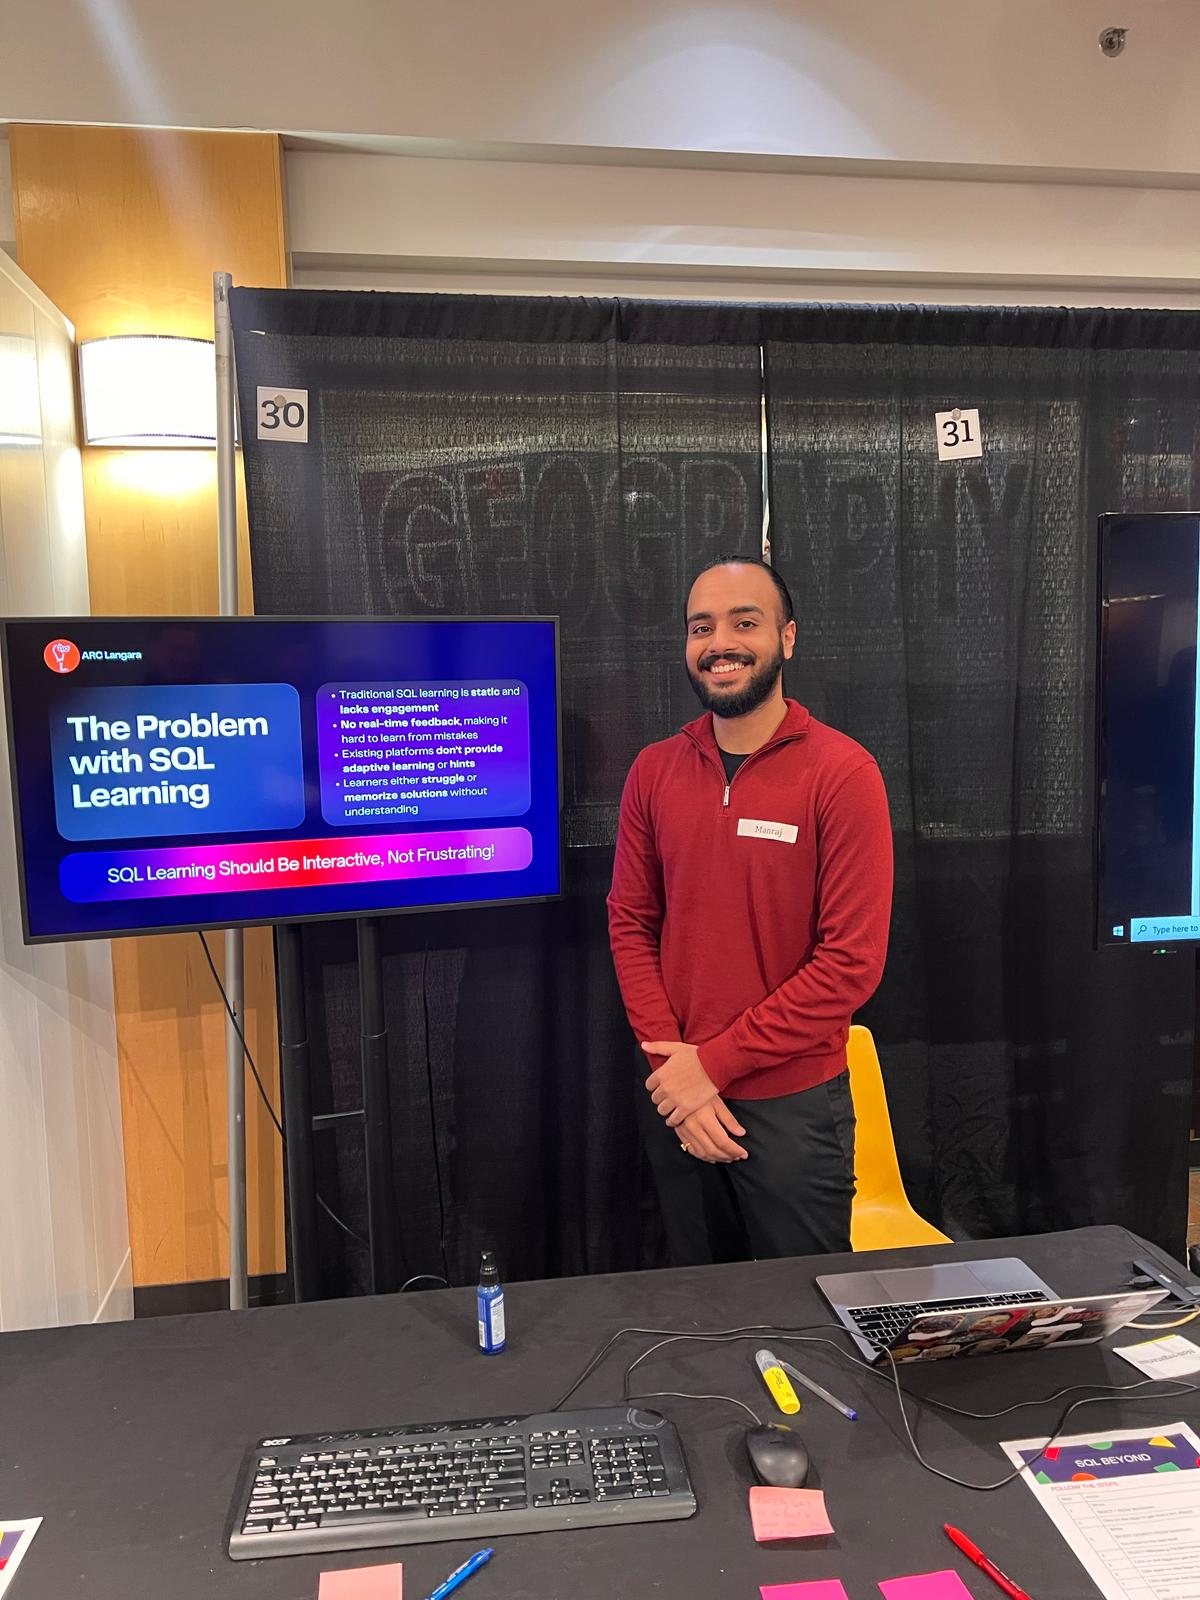 30
31
GEOGRAPHY
ARC Langara
The Problem
with SQL
Learning
Traditional SQL learning is static and
lacks engagement
No real-time feedback, making it
hard to learn from mistakes
Existing platforms don't provide
adaptive learning or hints
Learners either struggle or
memorize solutions without
understanding
SQL Learning Should Be Interactive, Not Frustrating!
Manraj
Type here to
acer
SQL BEYOND
FOLLOW THE STEPS